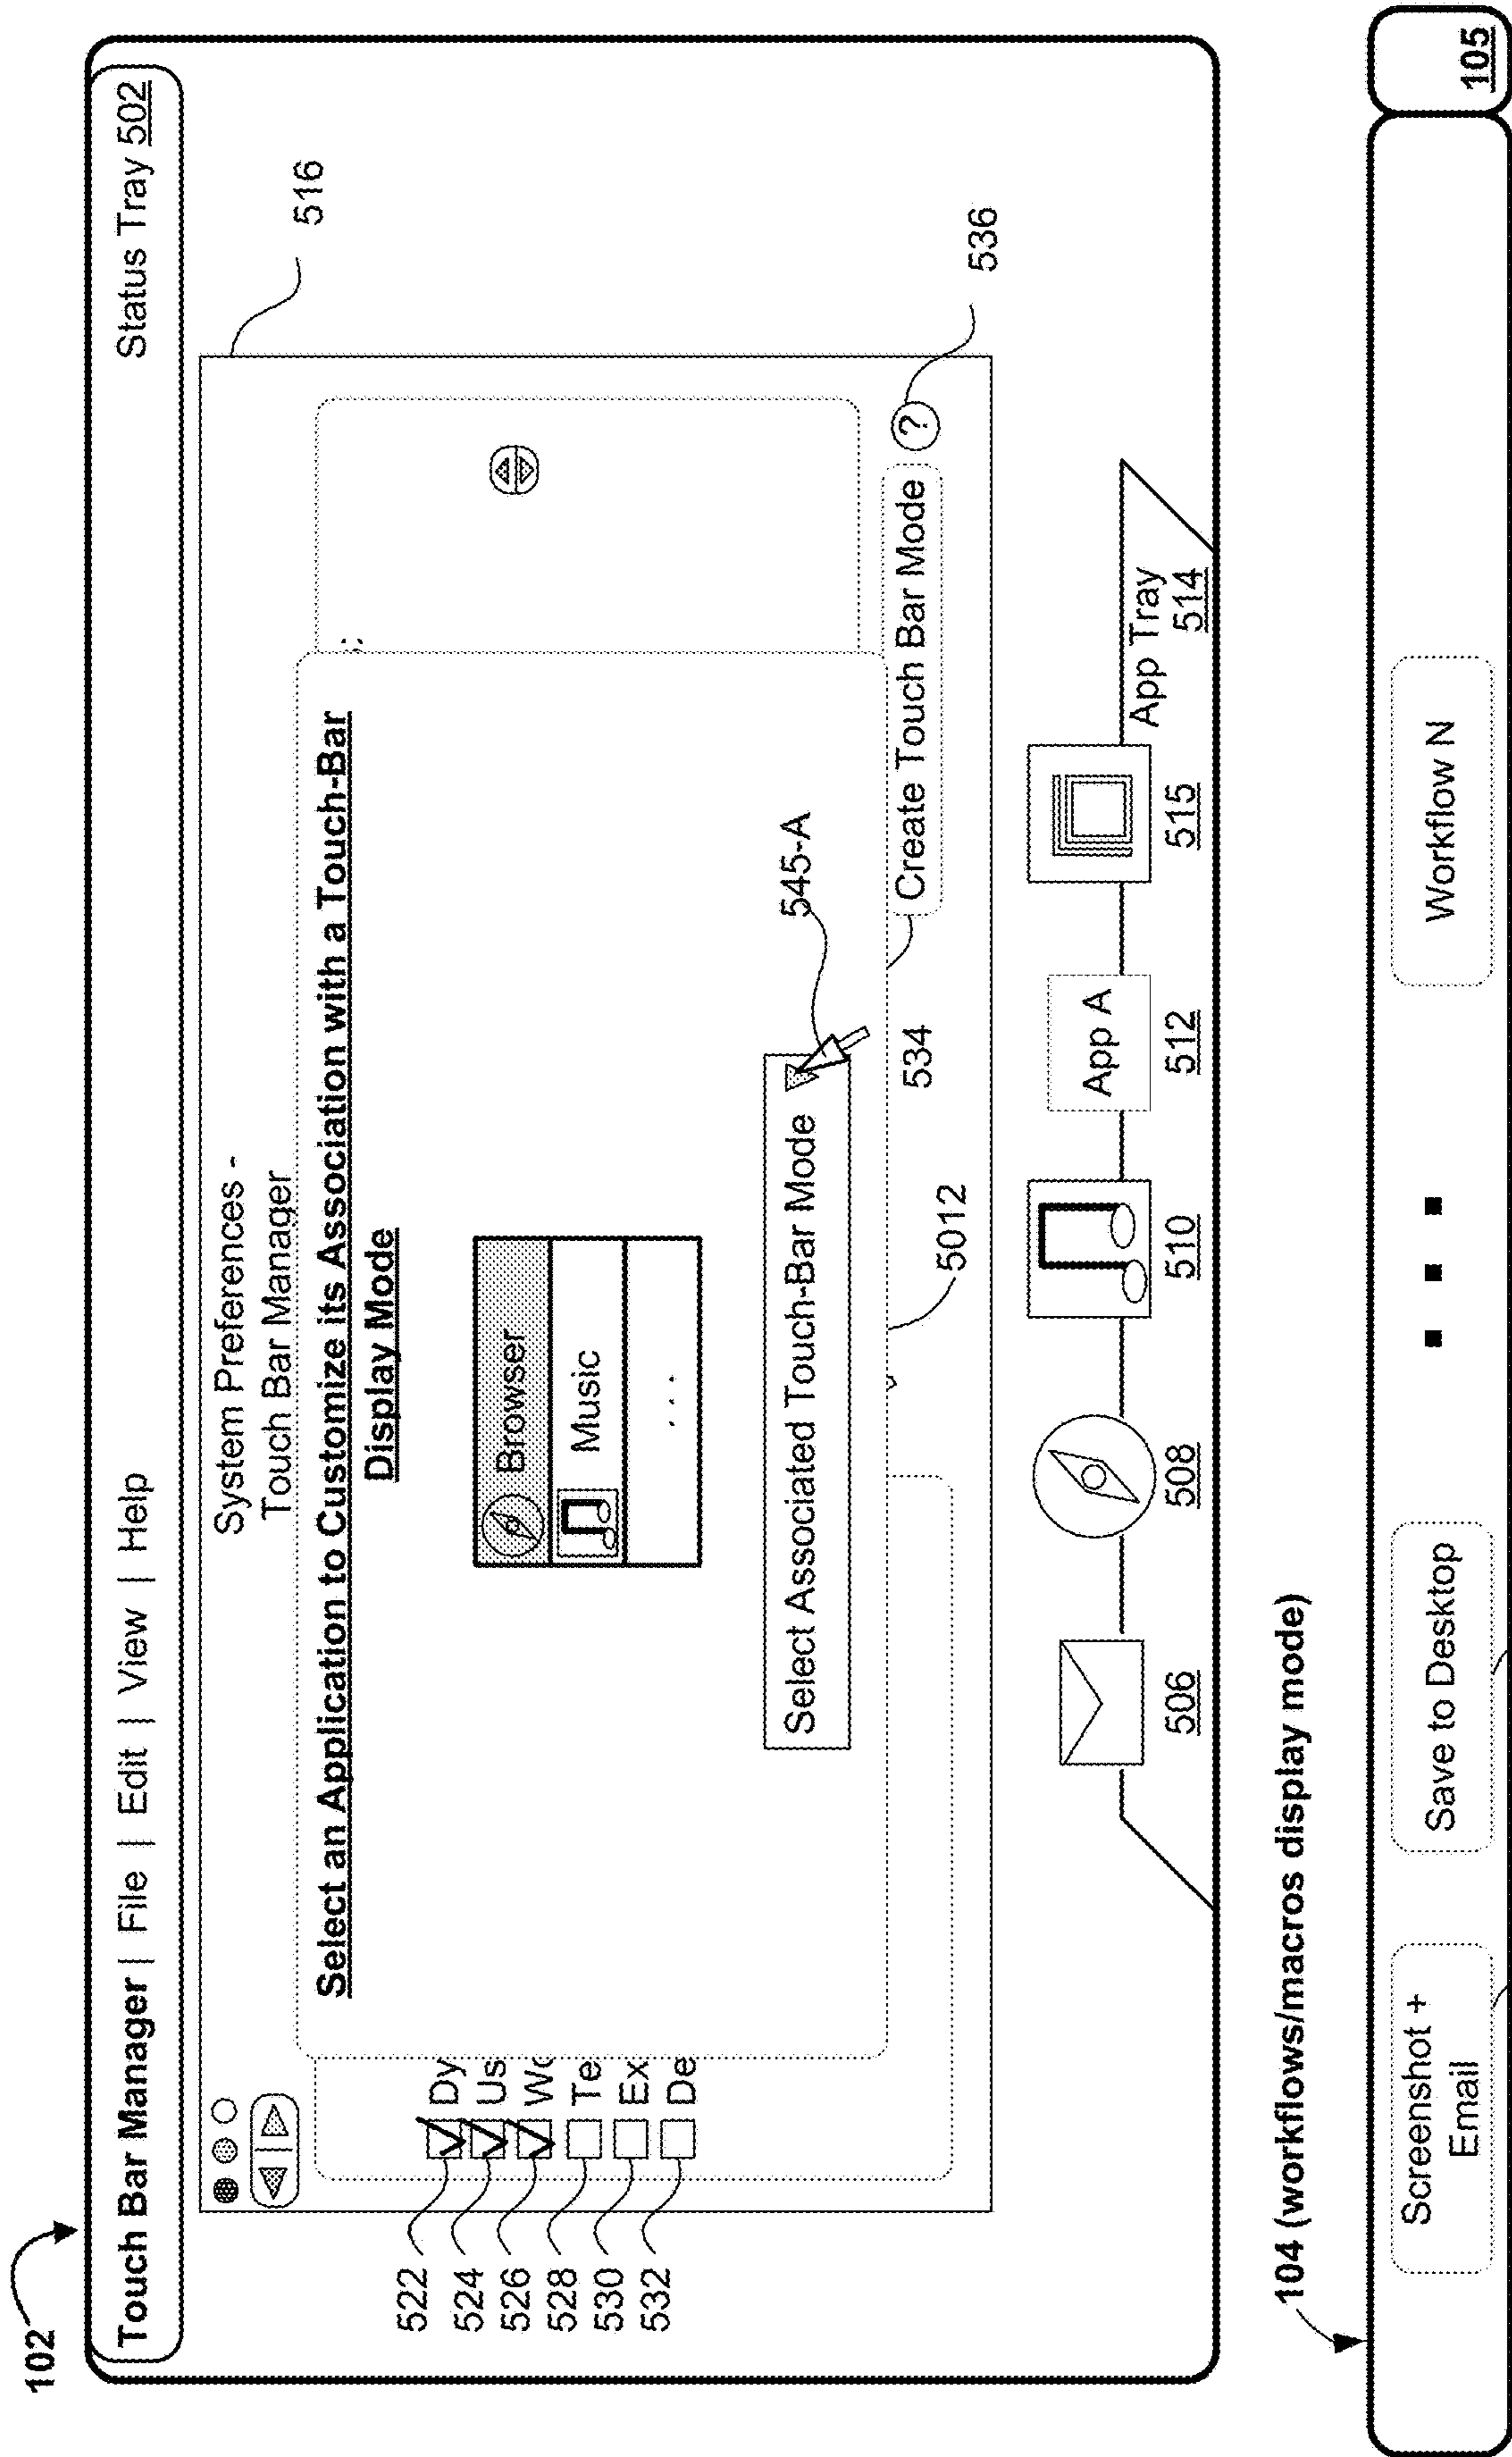 102
Touch Bar Manager | File | Edit | View | Help
Status Tray 502
System Preferences -
Touch Bar Manager
516
Select an Application to Customize its Association with a Touch-Bar
Display Mode
Browser
Music
. . .
522
Dy
524
Us
526
Wo
528
Te
530
Ex
532
De
Select Associated Touch-Bar Mode
545-A
5012
534
Create Touch Bar Mode
?
536
App A
App Tray
506
508
510
512
515
514
104 (workflows/macros display mode)
Screenshot +
Email
Save to Desktop
Workflow N
105